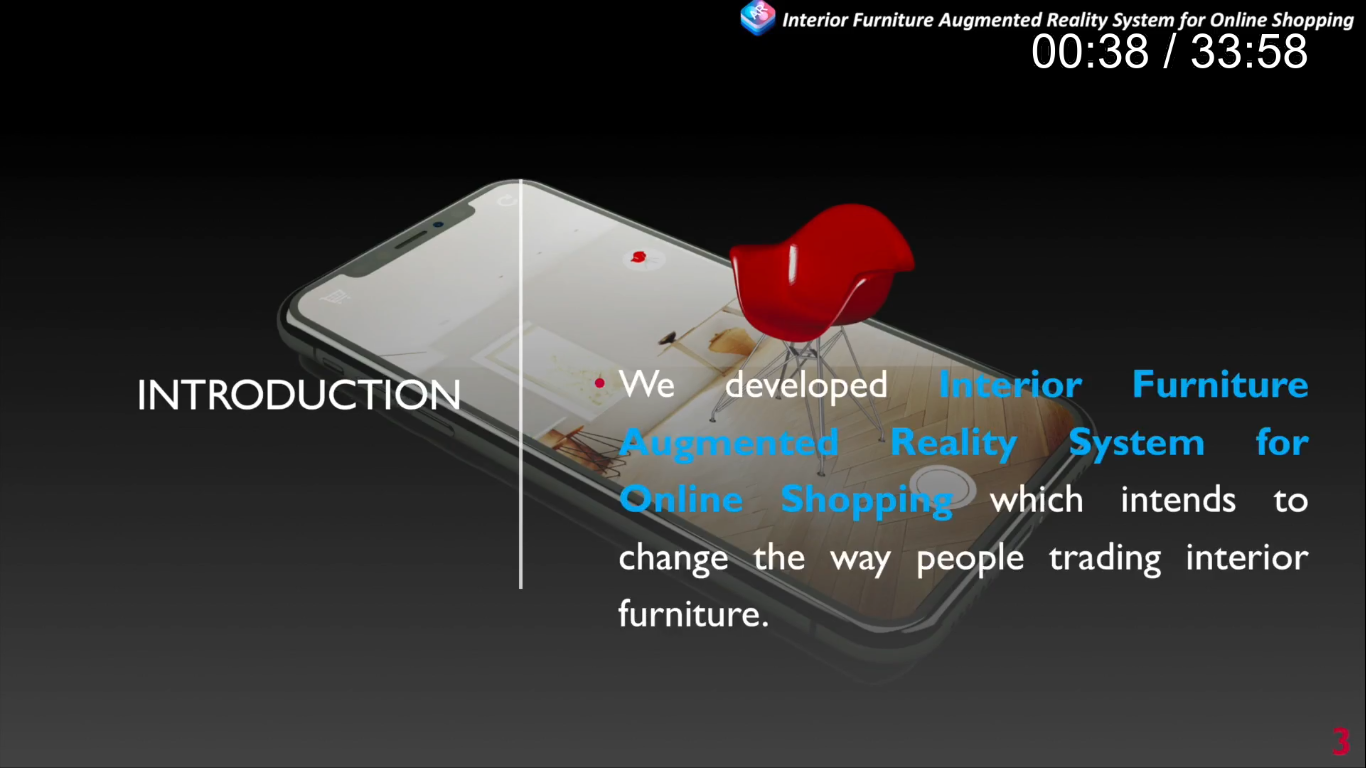 AR
Interior Furniture Augmented Reality System for Online Shopping
00:38 / 33:58
INTRODUCTION
• We developed Interior Furniture
Augmented Reality System for
Online Shopping which intends to
change the way people trading interior
furniture.
3